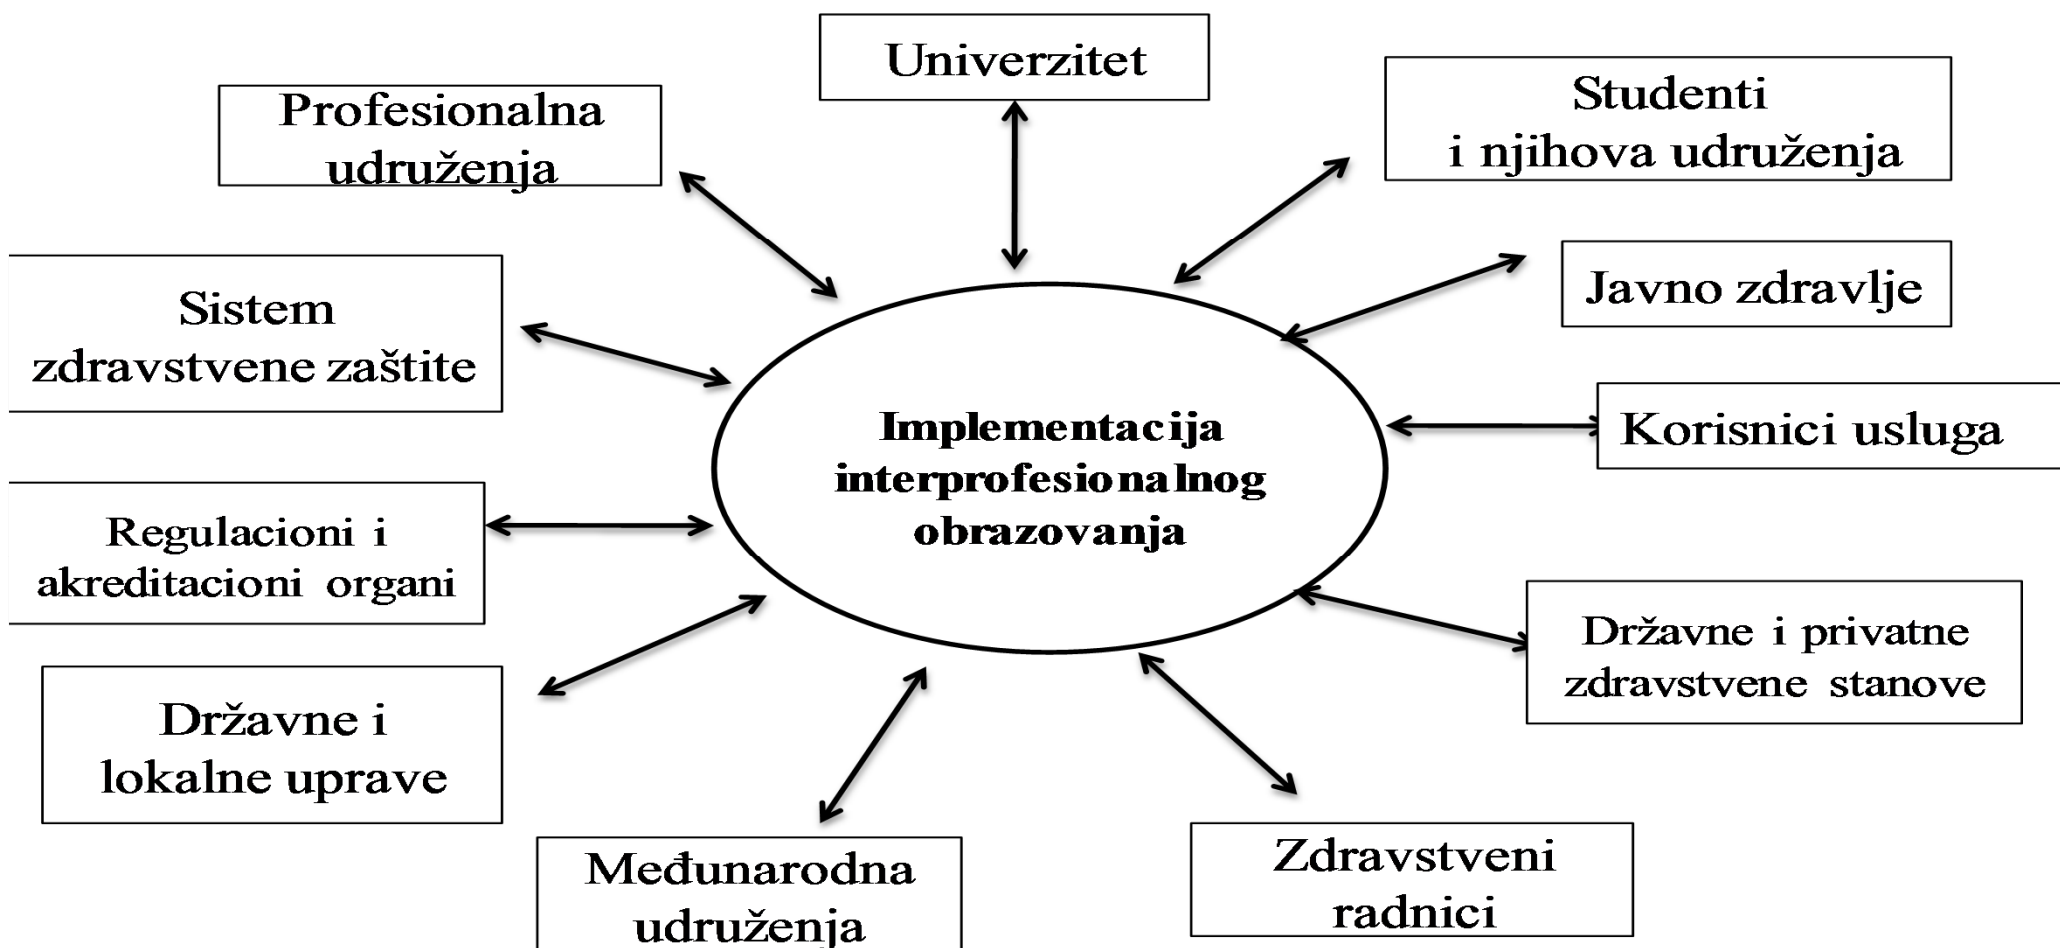 Univerzitet
Profesionalna
udruženja
Studenti
i njihova udruženja
Sistem
zdravstvene zaštite
Javno zdravlje
Implementacija
interprofesionalnog
obrazovanja
Korisnici usluga
Regulacioni i
akreditacioni organi
Državne i privatne
zdravstvene stanove
Državne i
lokalne uprave
Međunarodna
udruženja
Zdravstveni
radnici